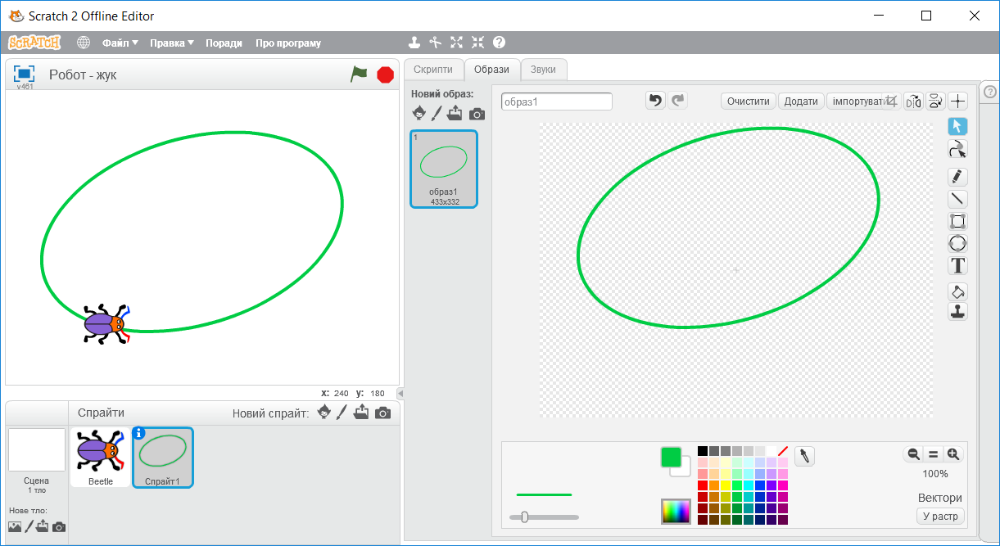 Scratch 2 Offline Editor
SCRATCH
Файл
Правка
Поради
Про програму
v461
Робот - жук
Скрипти
Образи
Звуки
Новий образ:
1
образ1
433x332
образ1
Очистити
Додати
імпортувати
x: 240 y: 180
Спрайти
Новий спрайт:
Сцена
1 тло
Нове тло:
Beetle
Спрайт1
100%
Вектори
У растр
T